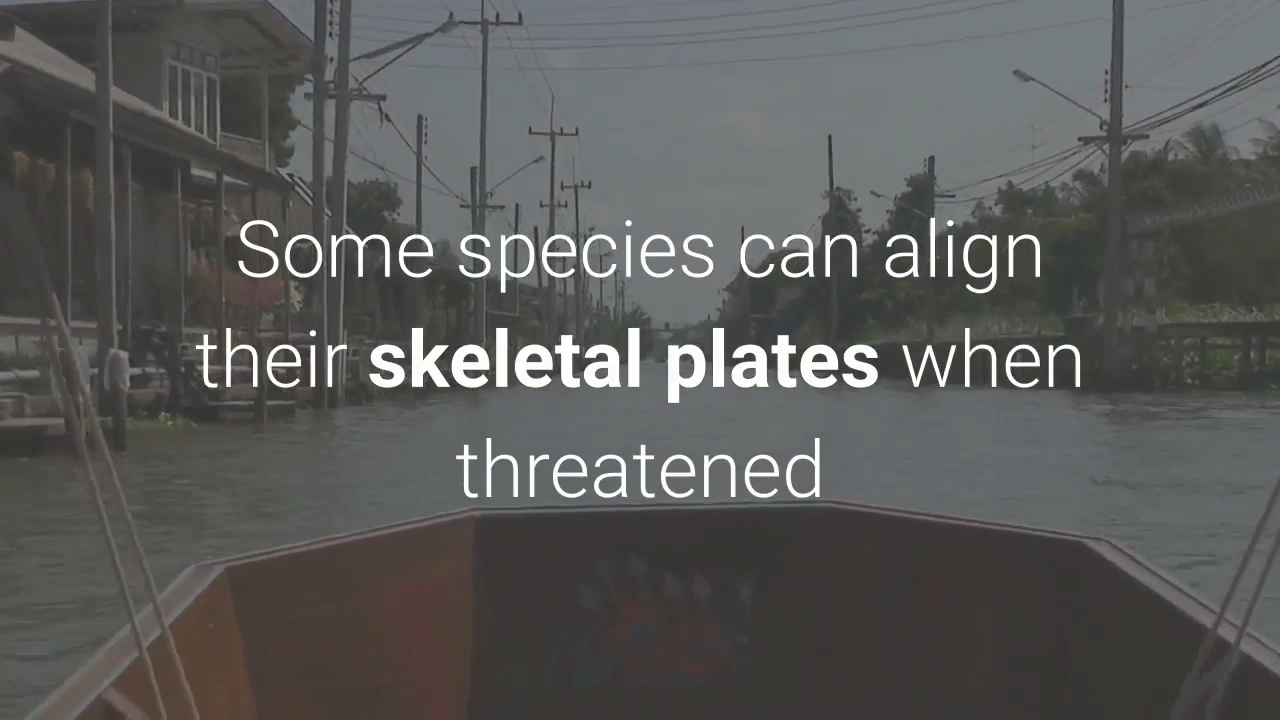 Some species can align
their skeletal plates when
threatened